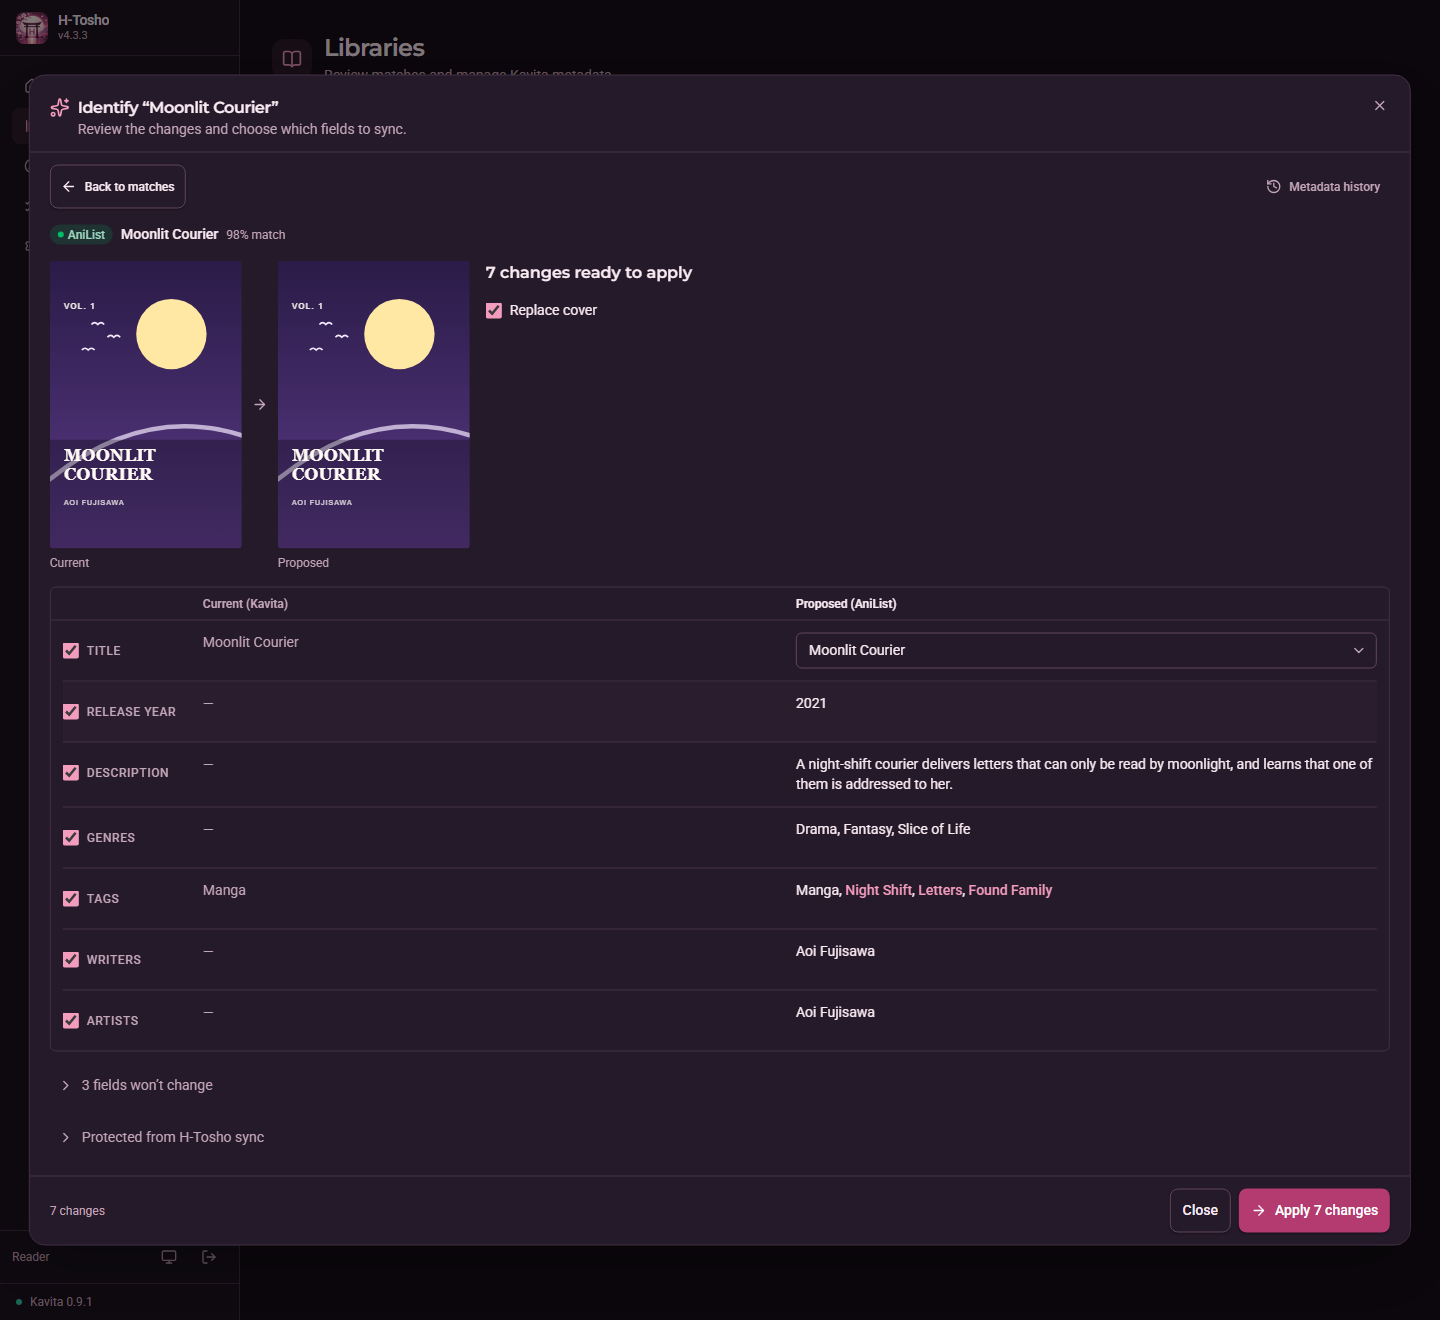 H-Tosho
v4.3.3
Libraries
Review matches and manage Kavita metadata
Identify “Moonlit Courier”
Review the changes and choose which fields to sync.
Back to matches
Metadata history
AniList Moonlit Courier 98% match
7 changes ready to apply
Replace cover
VOL. 1
MOONLIT
COURIER
AOI FUJISAWA
Current
VOL. 1
MOONLIT
COURIER
AOI FUJISAWA
Proposed
Current (Kavita) Proposed (AniList)
TITLE Moonlit Courier Moonlit Courier
RELEASE YEAR — 2021
DESCRIPTION — A night-shift courier delivers letters that can only be read by moonlight, and learns that one of
them is addressed to her.
GENRES — Drama, Fantasy, Slice of Life
TAGS Manga Manga, Night Shift, Letters, Found Family
WRITERS — Aoi Fujisawa
ARTISTS — Aoi Fujisawa
3 fields won’t change
Protected from H-Tosho sync
7 changes
Close
Apply 7 changes
Reader
Kavita 0.9.1